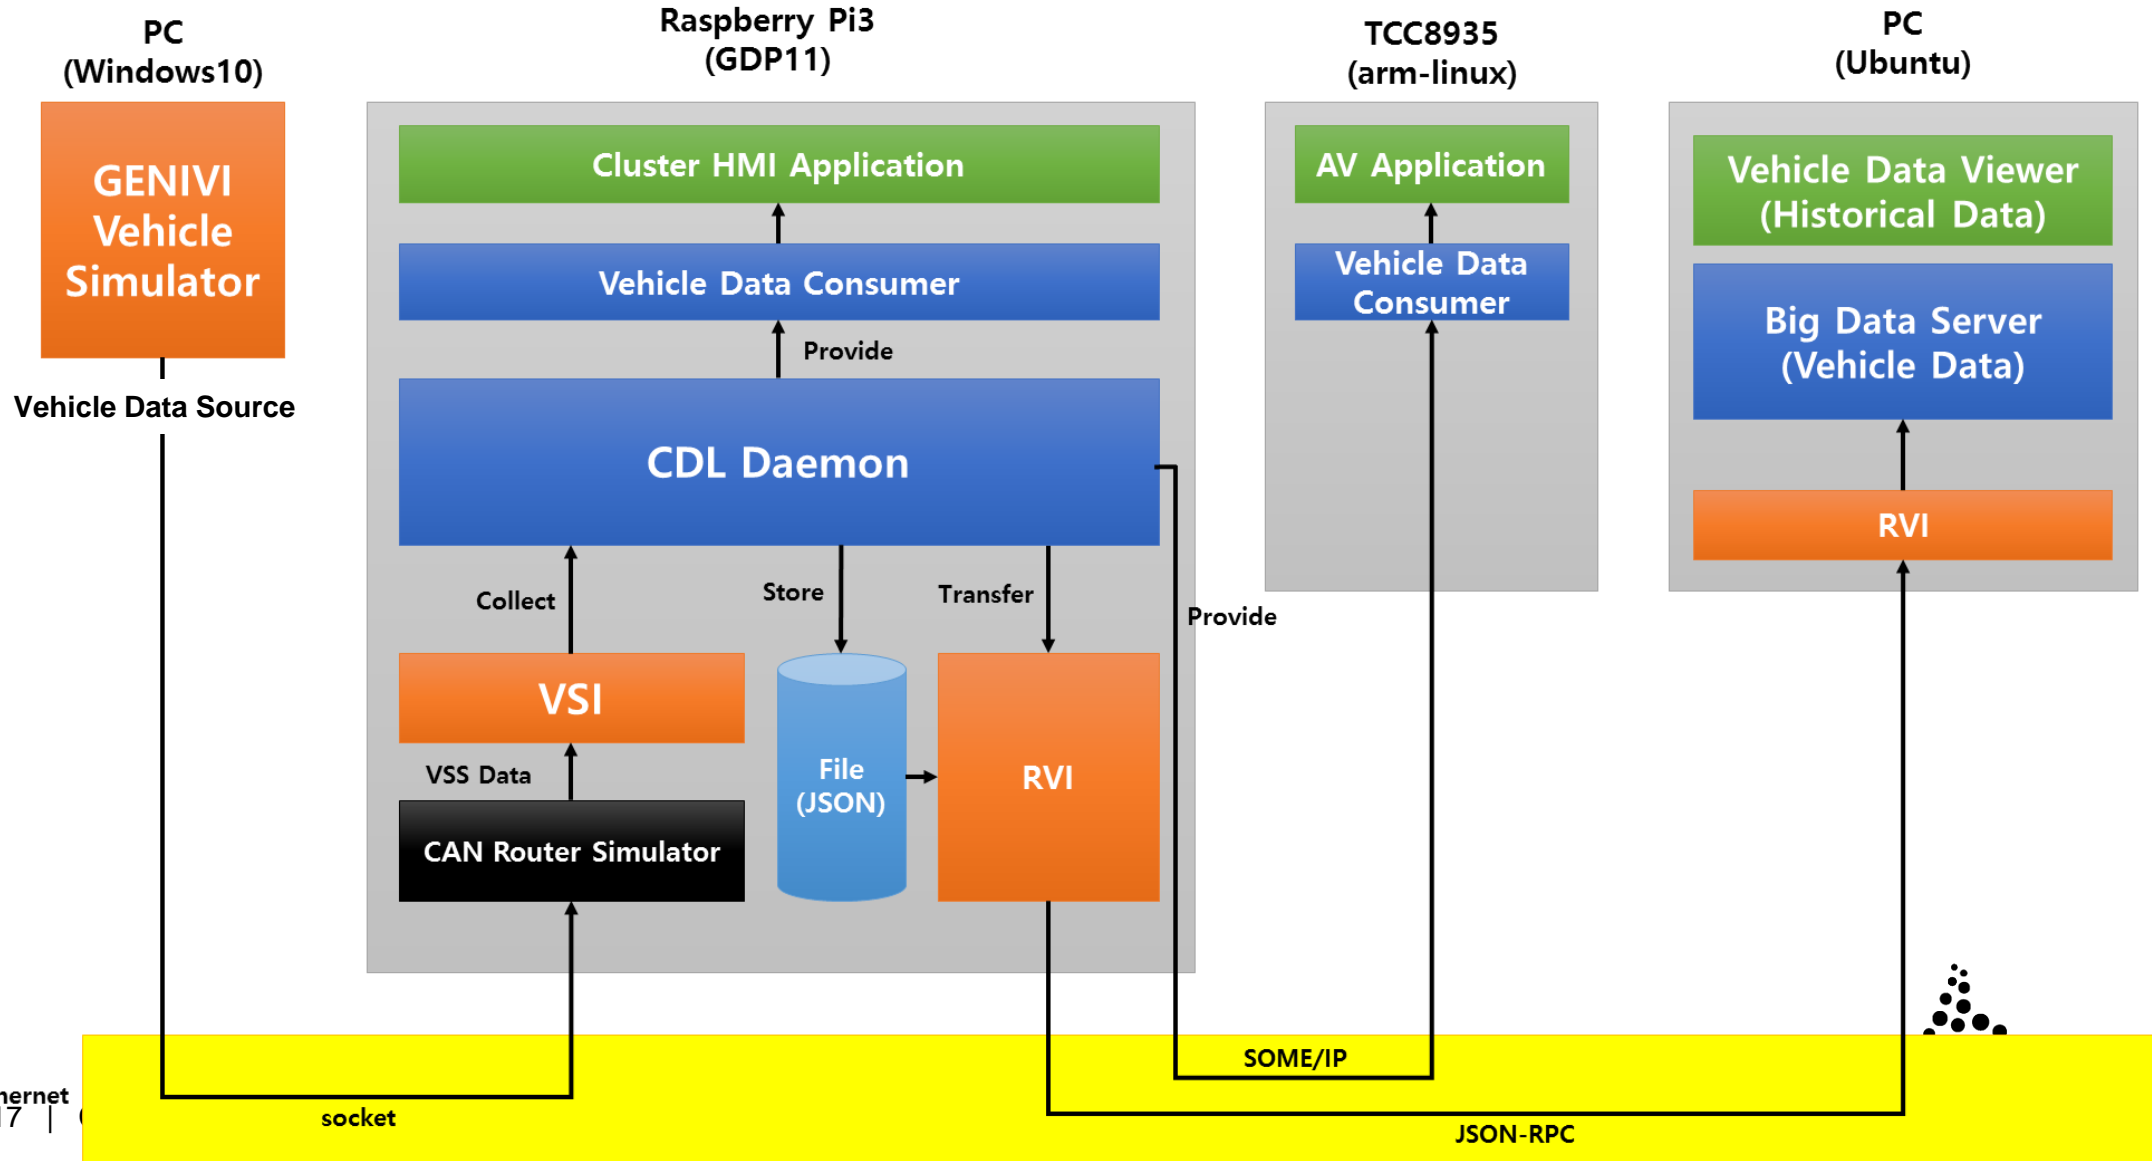 PC
(Windows10)
Raspberry Pi3
(GDP11)
TCC8935
(arm-linux)
PC
(Ubuntu)
GENIVI
Vehicle
Simulator
Vehicle Data Source
Cluster HMI Application
Vehicle Data Consumer
Provide
CDL Daemon
Collect
Store
Transfer
Provide
VSI
VSS Data
CAN Router Simulator
File
(JSON)
RVI
AV Application
Vehicle Data
Consumer
Vehicle Data Viewer
(Historical Data)
Big Data Server
(Vehicle Data)
RVI
SOME/IP
socket
JSON-RPC